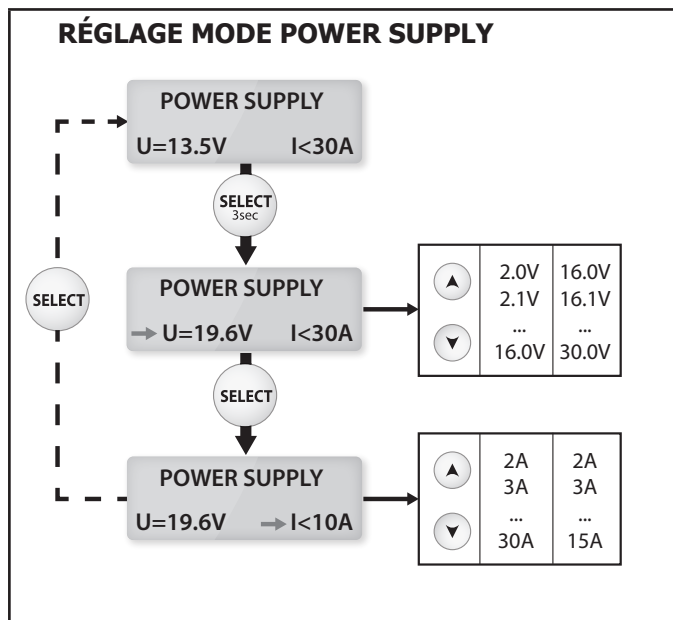 RÉGLAGE MODE POWER SUPPLY
POWER SUPPLY
U=13.5V I<30A
SELECT
3sec
SELECT
POWER SUPPLY
U=19.6V I<30A
2.0V 16.0V
2.1V 16.1V
... ...
16.0V 30.0V
SELECT
POWER SUPPLY
U=19.6V I<10A
2A 2A
3A 3A
... ...
30A 15A